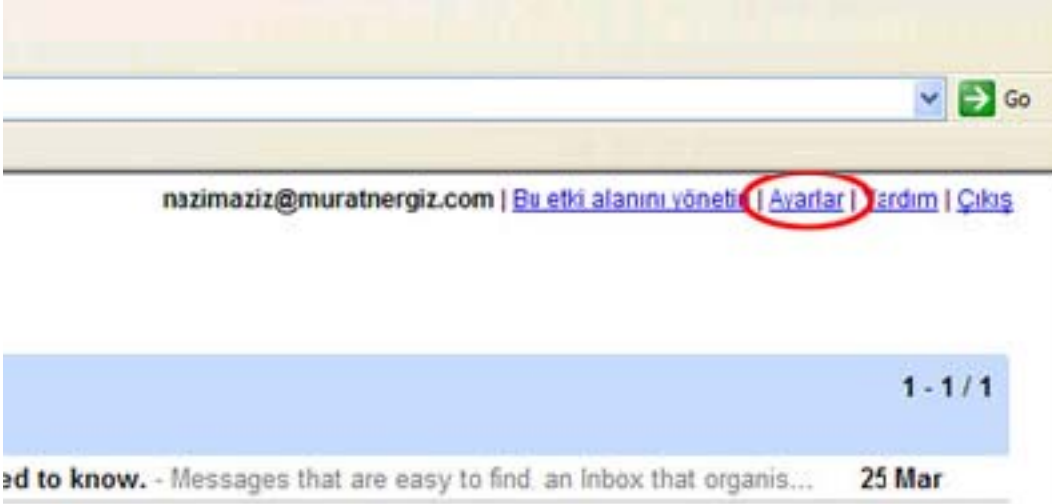 Go
nazimaziz@muratnergiz.com | Bu etki alanını yönetin | Ayarlar | Yardım | Çıkış
1 - 1 / 1
ed to know. - Messages that are easy to find, an Inbox that organis... 25 Mar